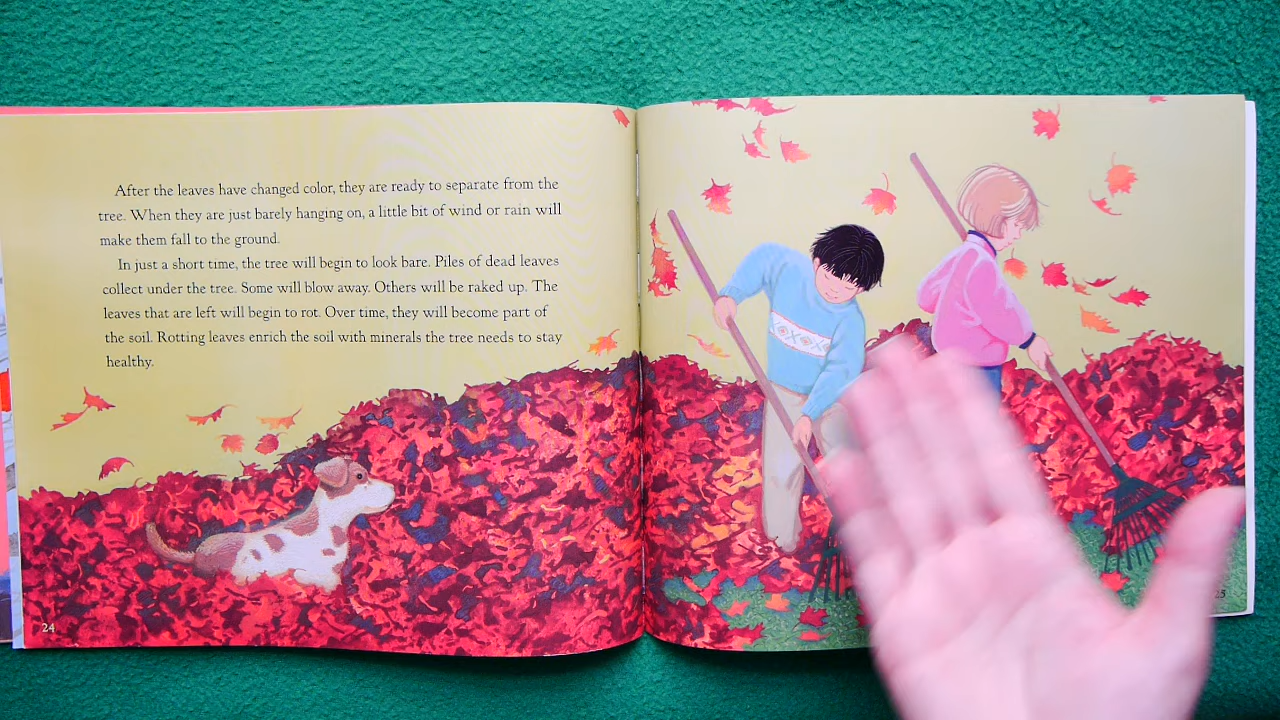 After the leaves have changed color, they are ready to separate from the
tree. When they are just barely hanging on, a little bit of wind or rain will
make them fall to the ground.
In just a short time, the tree will begin to look bare. Piles of dead leaves
collect under the tree. Some will blow away. Others will be raked up. The
leaves that are left will begin to rot. Over time, they will become part of
the soil. Rotting leaves enrich the soil with minerals the tree needs to stay
healthy.
24
25